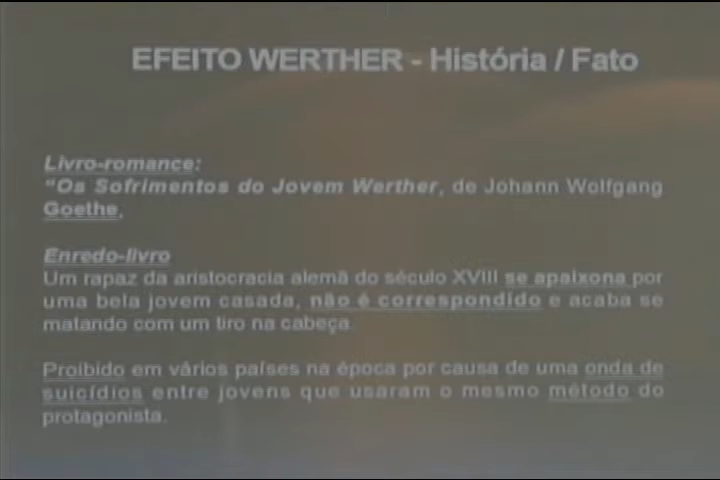 EFEITO WERTHER - História / Fato
Livro-romance:
"Os Sofrimentos do Jovem Werther, de Johann Wolfgang
Goethe,
Enredo-livro
Um rapaz da aristocracia alemã do século XVIII se apaixona por
uma bela jovem casada, não é correspondido e acaba se
matando com um tiro na cabeça.
Proibido em vários países na época por causa de uma onda de
suicídios entre jovens que usaram o mesmo método do
protagonista.